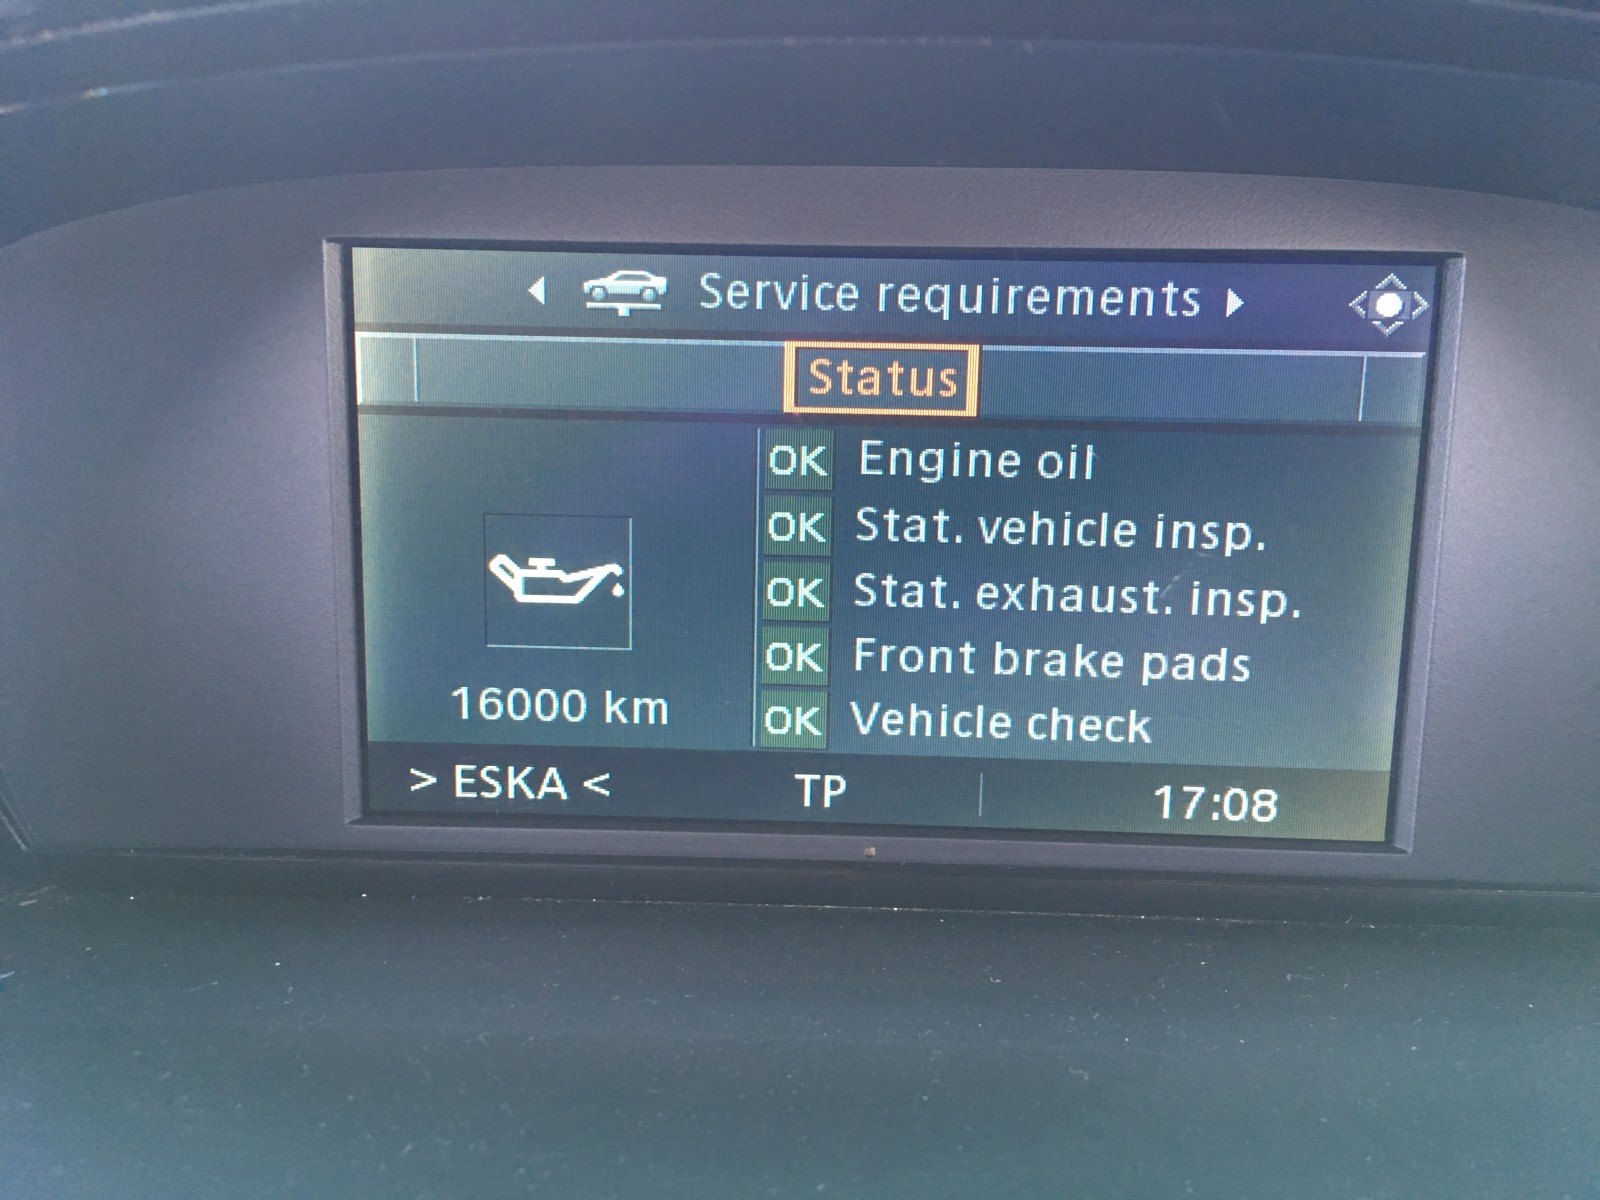 Service requirements
Status
OK Engine oil
OK Stat. vehicle insp.
OK Stat. exhaust. insp.
OK Front brake pads
OK Vehicle check
16000 km
> ESKA < TP 17:08